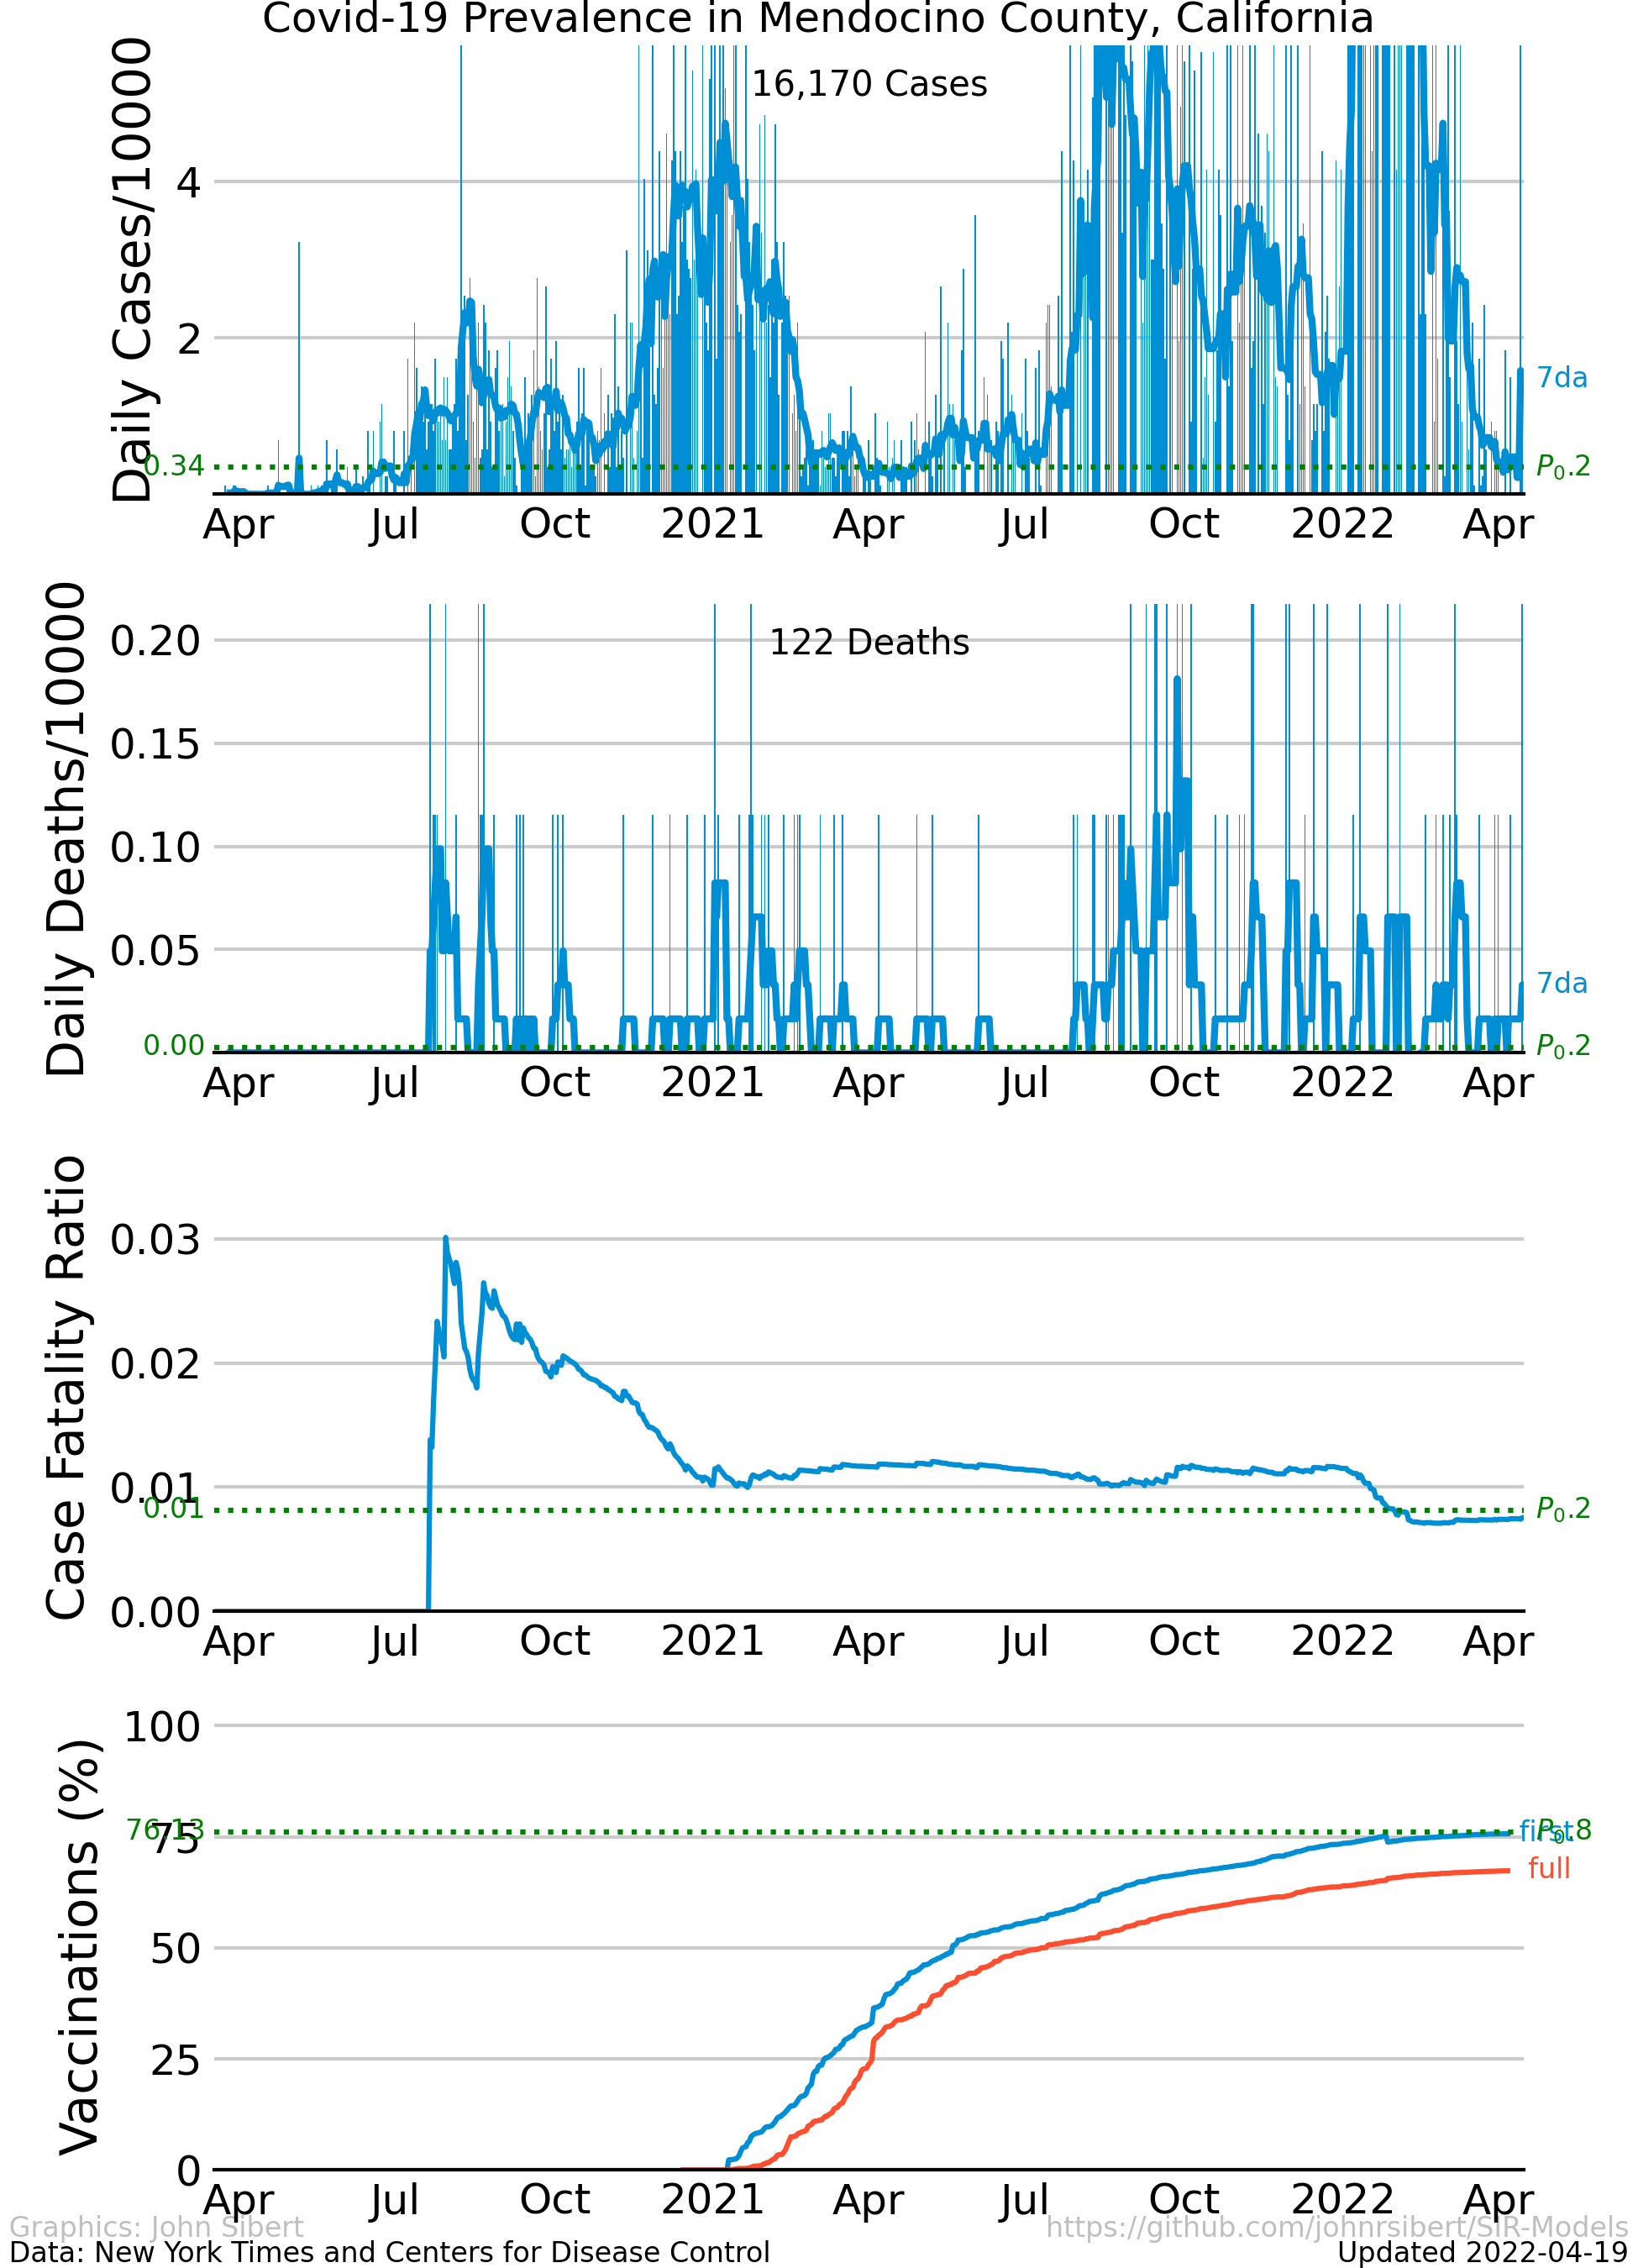 Covid-19 Prevalence in Mendocino County, California
Daily Cases/10000
16,170 Cases
4
2
7da
0.34
P₀.2
Apr Jul Oct 2021 Apr Jul Oct 2022 Apr
Daily Deaths/10000
0.20
122 Deaths
0.15
0.10
0.05
7da
0.00
P₀.2
Apr Jul Oct 2021 Apr Jul Oct 2022 Apr
Case Fatality Ratio
0.03
0.02
0.01
0.01
P₀.2
0.00
Apr Jul Oct 2021 Apr Jul Oct 2022 Apr
Vaccinations (%)
100
76.13
75
first
P₀.8
full
50
25
0
Apr Jul Oct 2021 Apr Jul Oct 2022 Apr
Graphics: John Sibert
https://github.com/johnrsibert/SIR-Models
Data: New York Times and Centers for Disease Control
Updated 2022-04-19